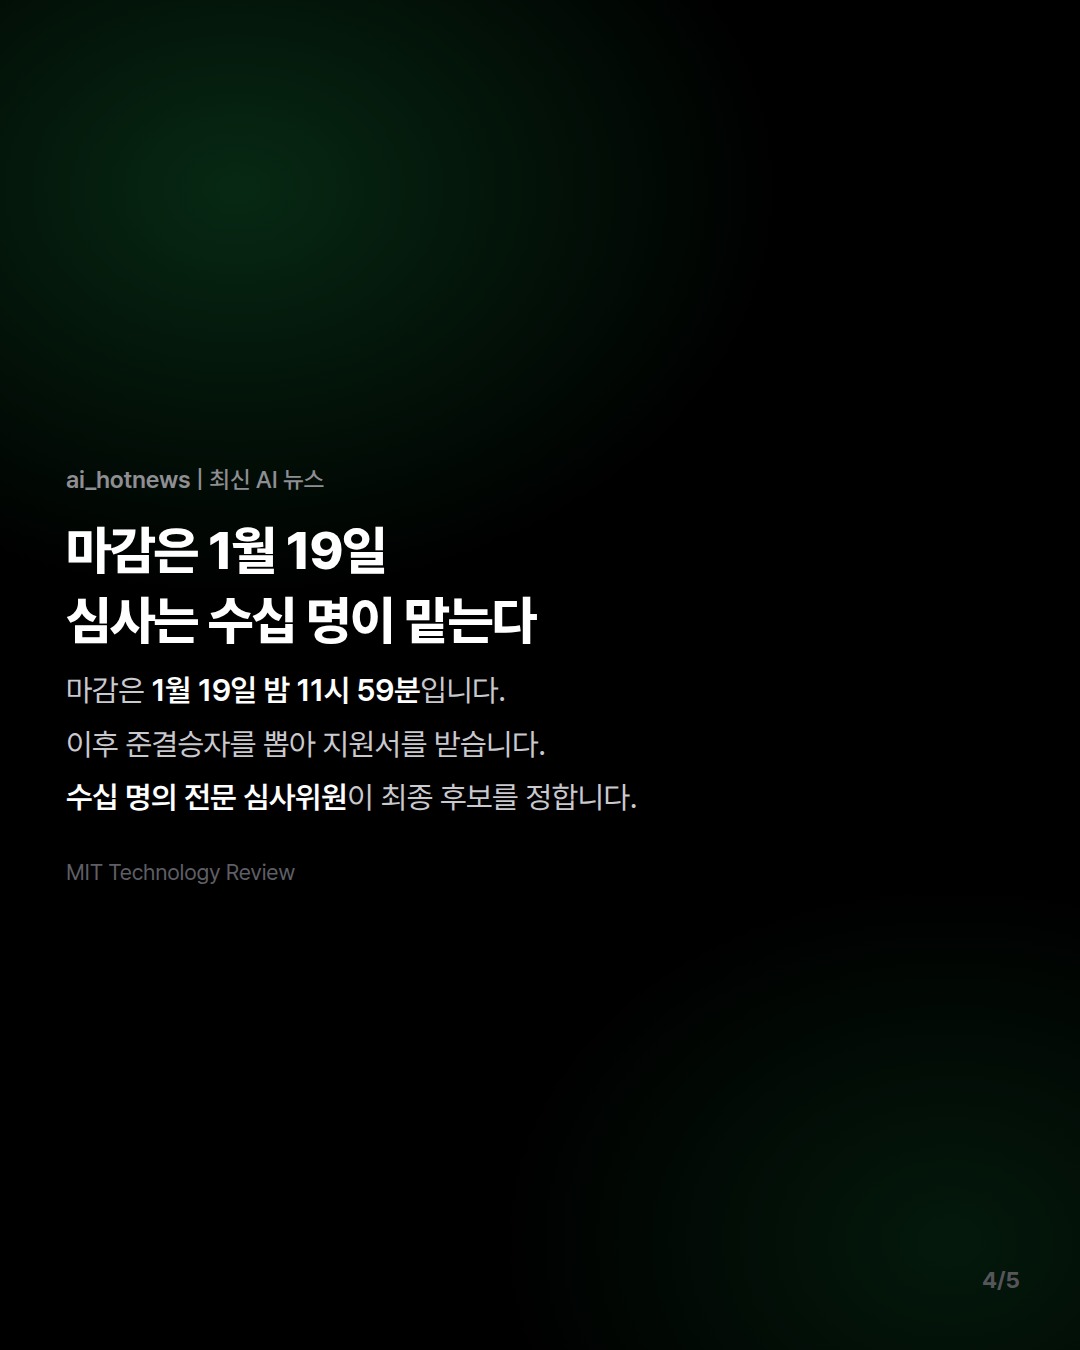 ai_hotnews | 최신 AI 뉴스
마감은 1월 19일
심사는 수십 명이 맡는다
마감은 1월 19일 밤 11시 59분입니다.
이후 준결승자를 뽑아 지원서를 받습니다.
수십 명의 전문 심사위원이 최종 후보를 정합니다.
MIT Technology Review
4/5